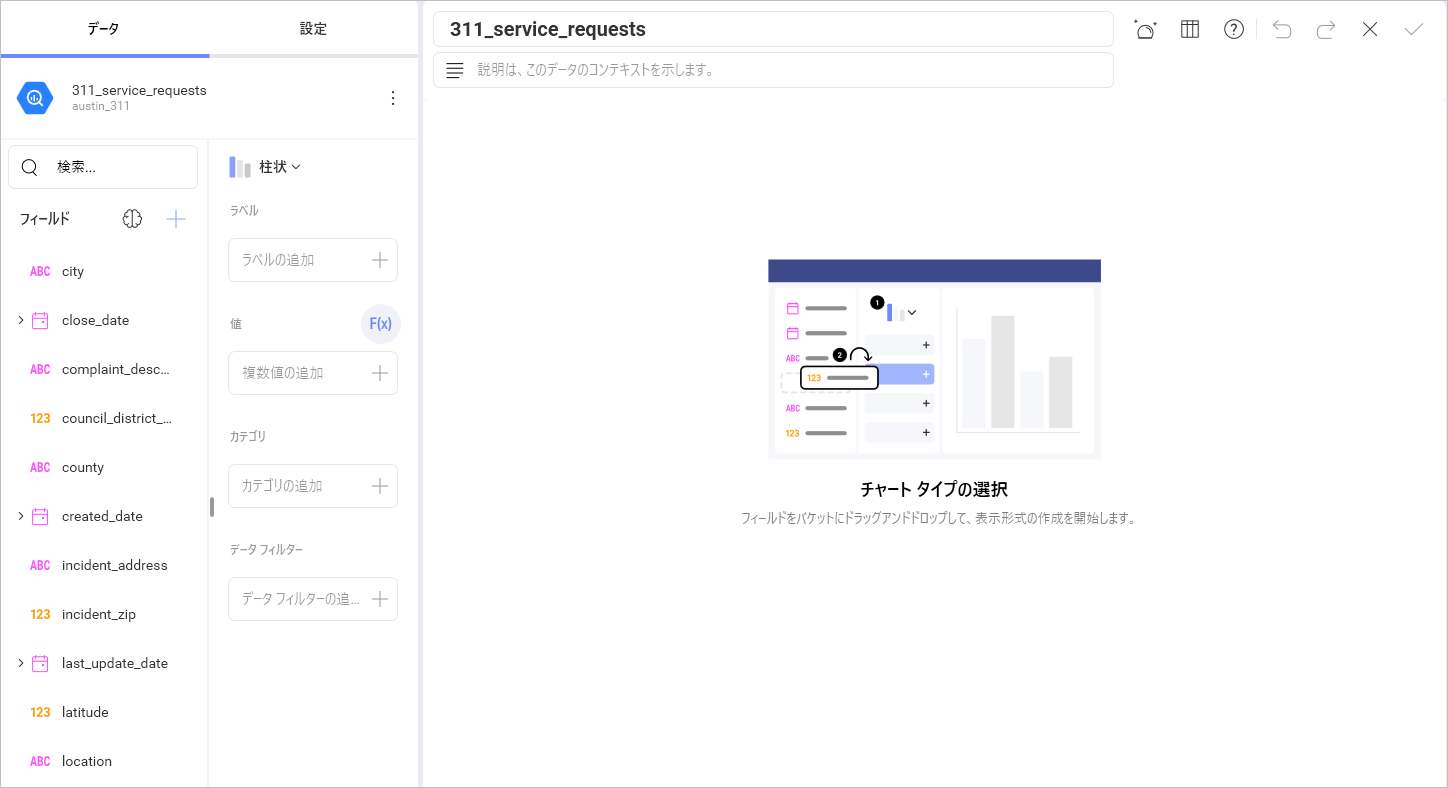 データ
設定
311_service_requests
austin_311
検索...
フィールド
ABC city
close_date
ABC complaint_desc...
123 council_district_...
ABC county
created_date
ABC incident_address
123 incident_zip
last_update_date
123 latitude
ABC location
柱状
ラベル
ラベルの追加
値
F(x)
複数値の追加
カテゴリ
カテゴリの追加
データ フィルター
データ フィルターの追...
311_service_requests
説明は、このデータのコンテキストを示します。
1
ABC
2
123
ABC
123
チャート タイプの選択
フィールドをバケットにドラッグアンドドロップして、表示形式の作成を開始します。